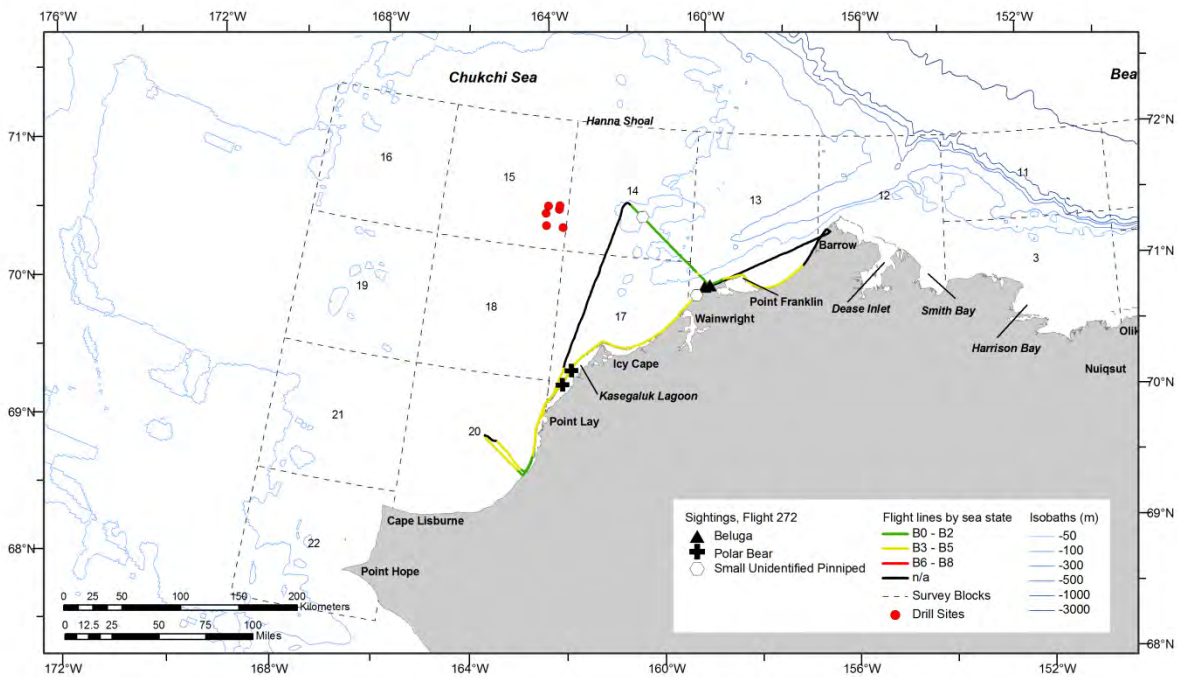 176°W 172°W 168°W 164°W 160°W 156°W 152°W
Chukchi Sea
Bea
72°N
71°N
Hanna Shoal
16
15
14
13
12
11
3
71°N
70°N
Barrow
Dease Inlet
Smith Bay
Harrison Bay
Olik
Nuiqsut
Point Franklin
Wainwright
19
18
17
Icy Cape
Kasegaluk Lagoon
70°N
69°N
21
20
Point Lay
Cape Lisburne
69°N
68°N
22
Point Hope
68°N
0 25 50 100 150 200
Kilometers
0 12.5 25 50 75 100
Miles
Sightings, Flight 272
Beluga
Polar Bear
Small Unidentified Pinniped
Flight lines by sea state
B0 - B2
B3 - B5
B6 - B8
n/a
Survey Blocks
Drill Sites
Isobaths (m)
-50
-100
-300
-500
-1000
-3000
172°W 168°W 164°W 160°W 156°W 152°W